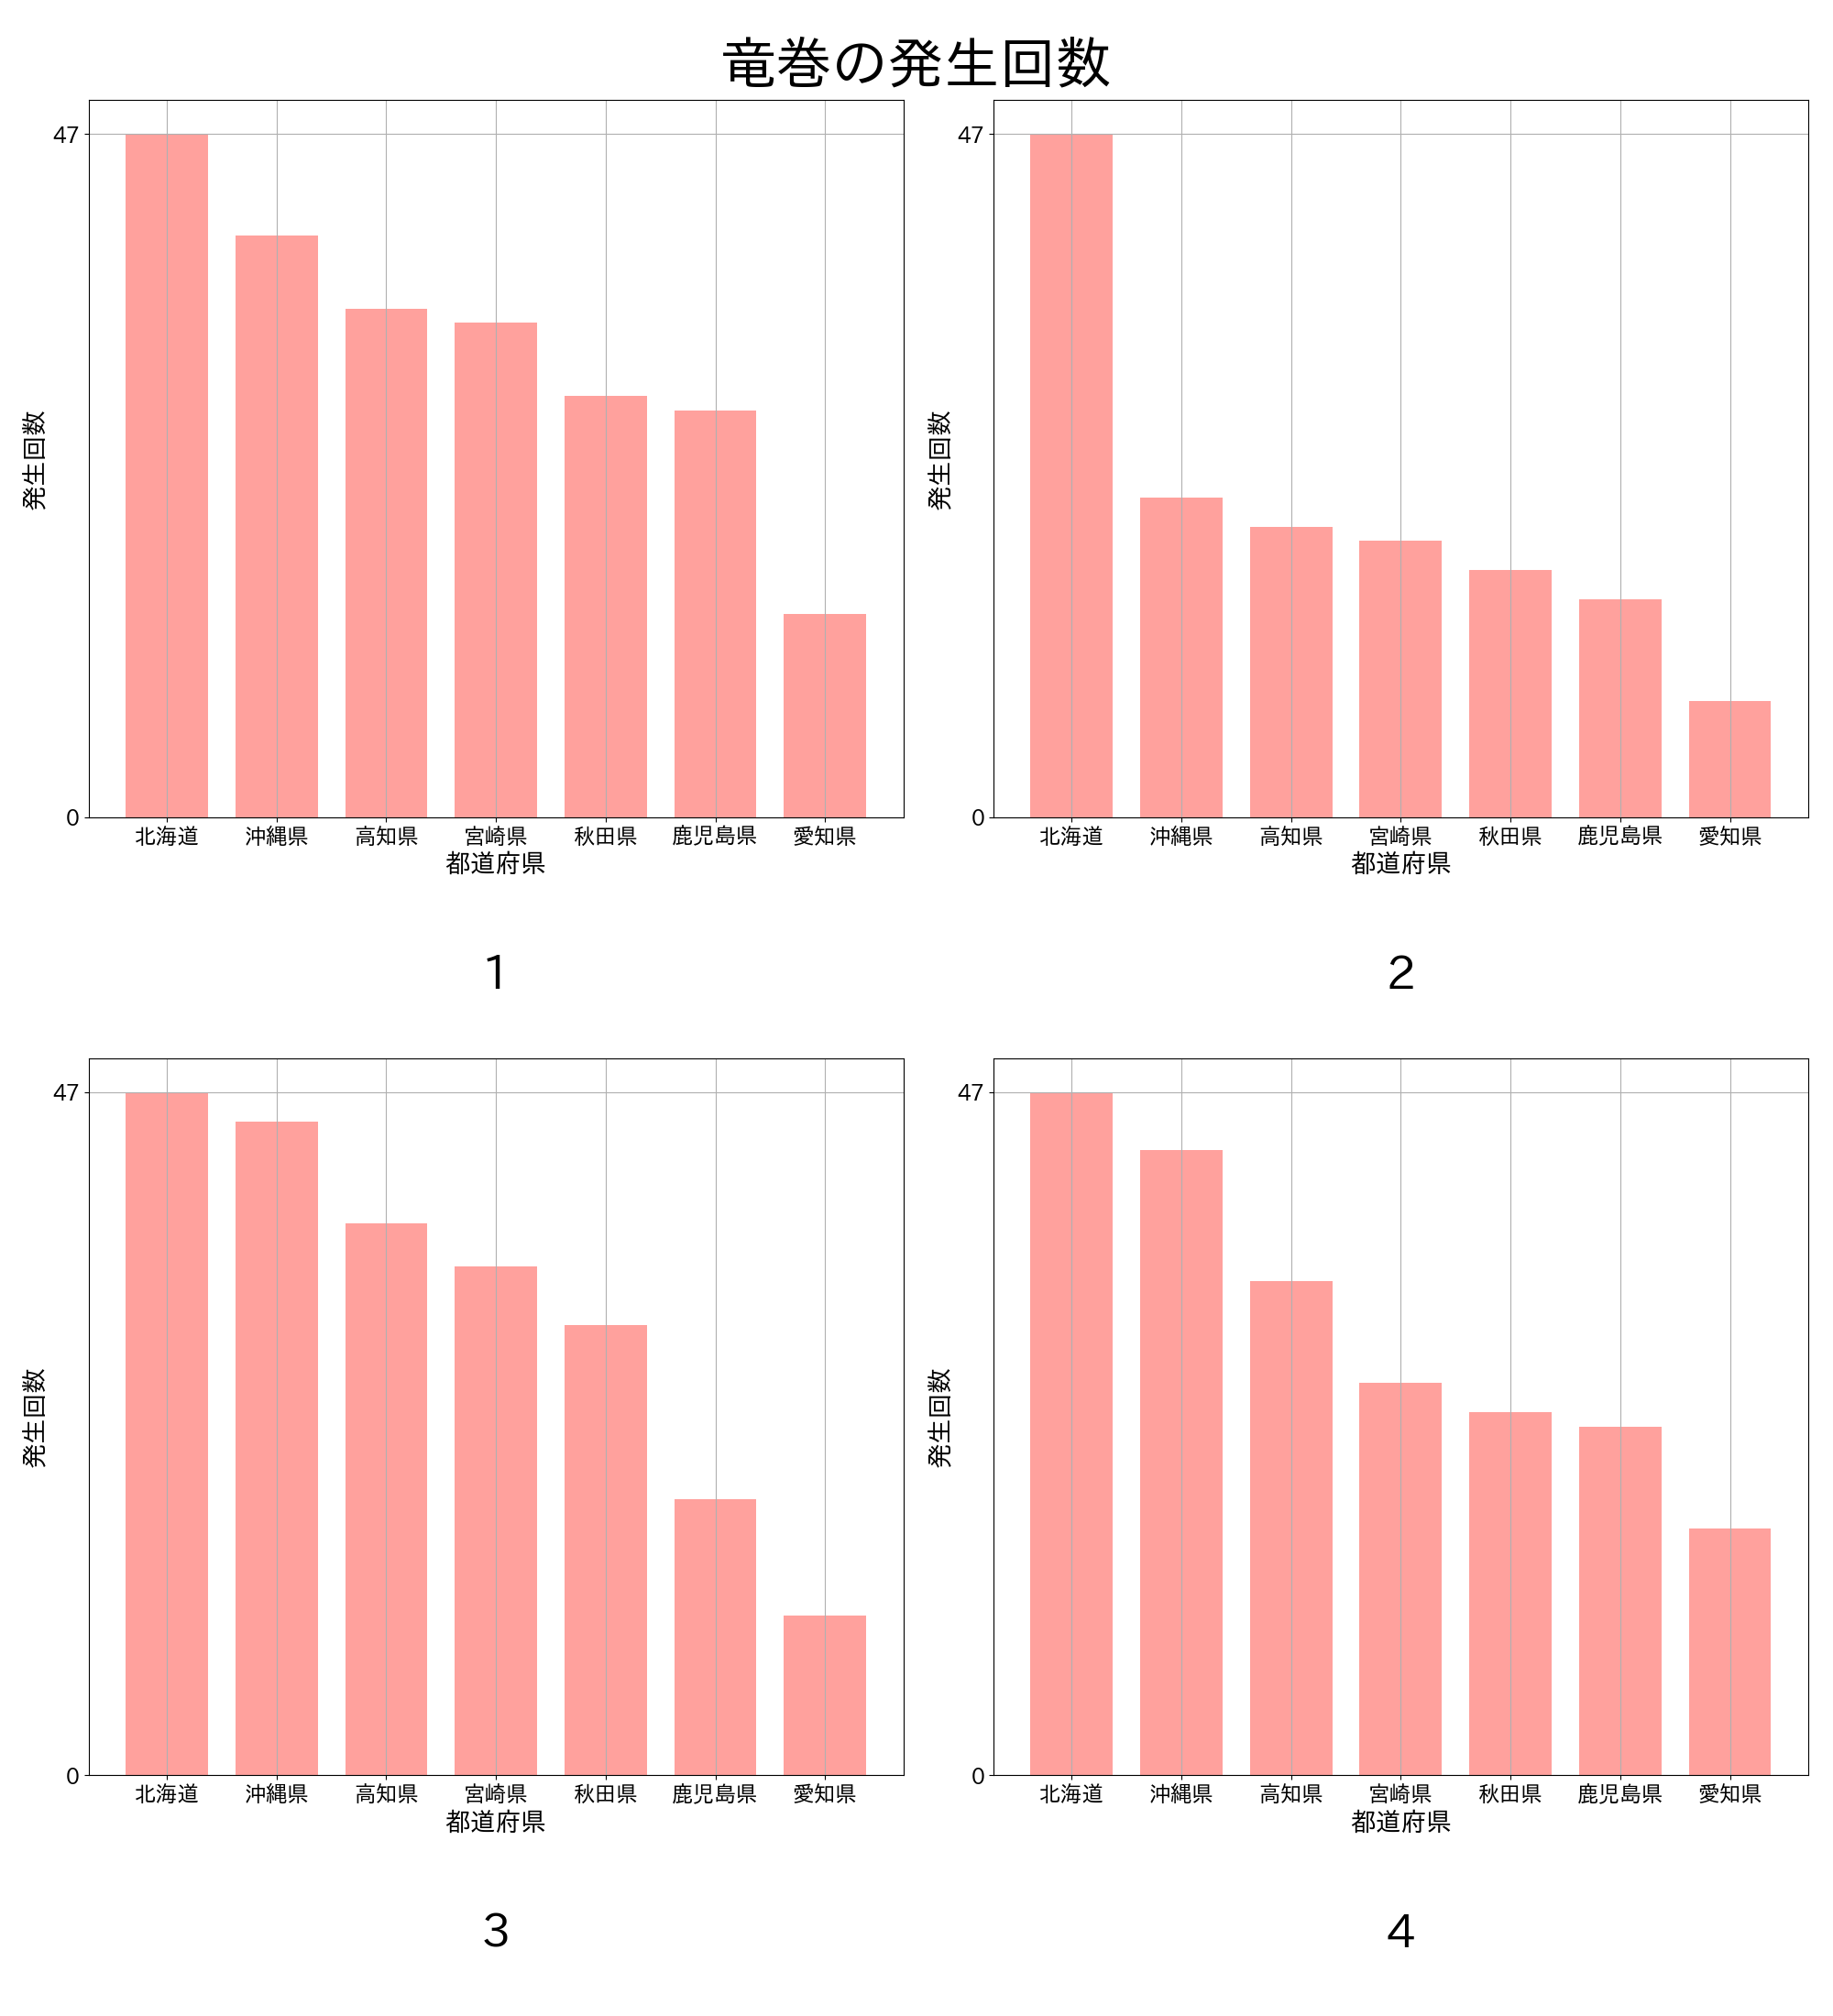 竜巻の発生回数
47
0
発生回数
北海道 沖縄県 高知県 宮崎県 秋田県 鹿児島県 愛知県
都道府県
1
47
0
発生回数
北海道 沖縄県 高知県 宮崎県 秋田県 鹿児島県 愛知県
都道府県
2
47
0
発生回数
北海道 沖縄県 高知県 宮崎県 秋田県 鹿児島県 愛知県
都道府県
3
47
0
発生回数
北海道 沖縄県 高知県 宮崎県 秋田県 鹿児島県 愛知県
都道府県
4